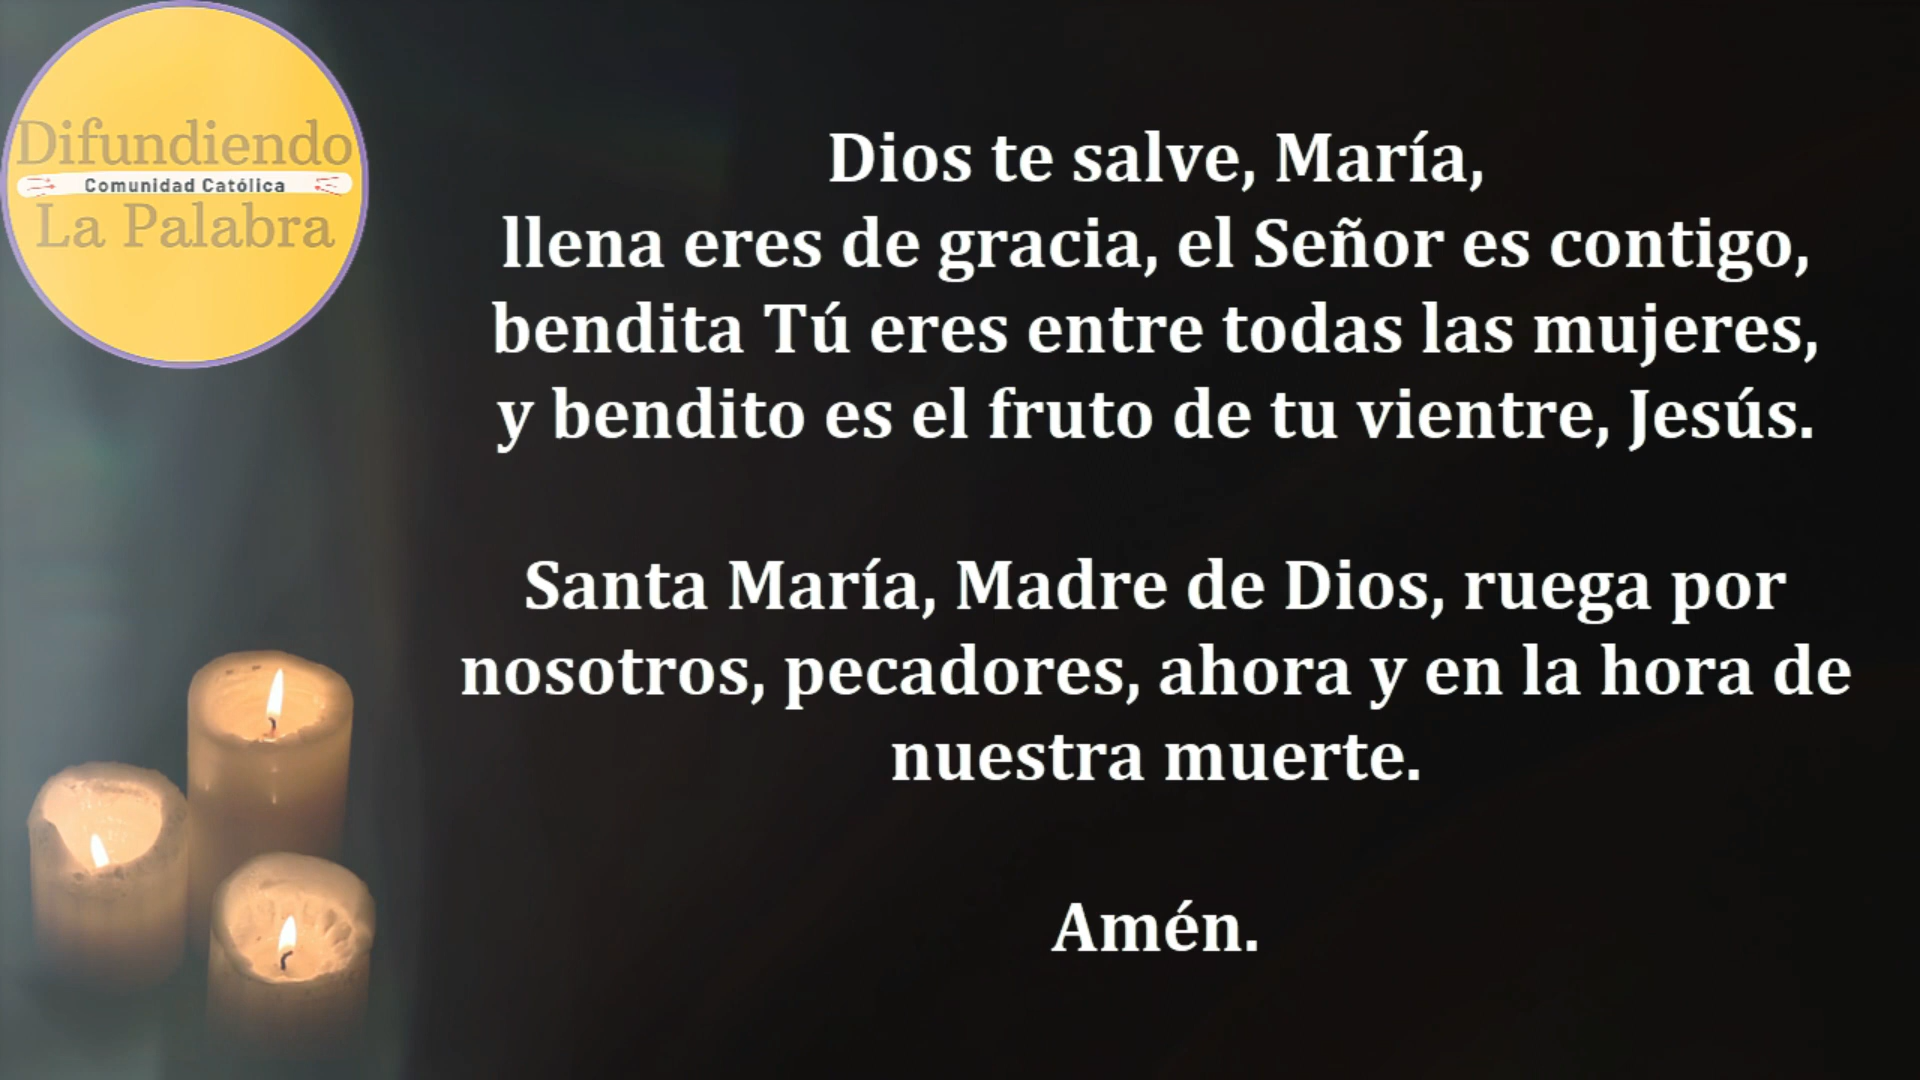 Difundiendo
Comunidad Católica
La Palabra
Dios te salve, María,
llena eres de gracia, el Señor es contigo,
bendita Tú eres entre todas las mujeres,
y bendito es el fruto de tu vientre, Jesús.
Santa María, Madre de Dios, ruega por
nosotros, pecadores, ahora y en la hora de
nuestra muerte.
Amén.